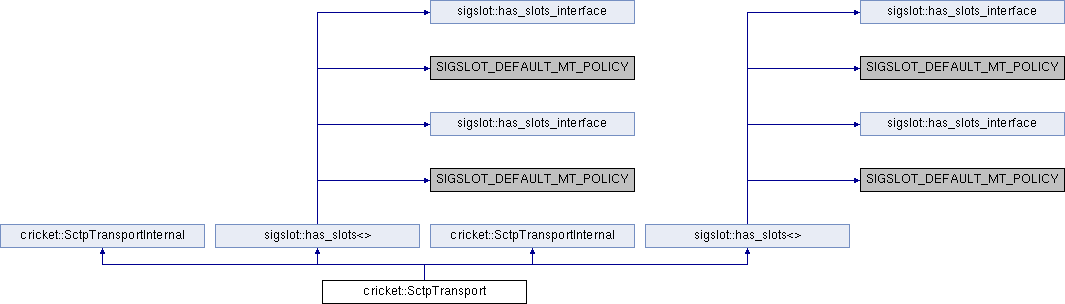 sigslot::has_slots_interface
sigslot::has_slots_interface
SIGSLOT_DEFAULT_MT_POLICY
SIGSLOT_DEFAULT_MT_POLICY
sigslot::has_slots_interface
sigslot::has_slots_interface
SIGSLOT_DEFAULT_MT_POLICY
SIGSLOT_DEFAULT_MT_POLICY
cricket::SctpTransportInternal
sigslot::has_slots<>
cricket::SctpTransportInternal
sigslot::has_slots<>
cricket::SctpTransport